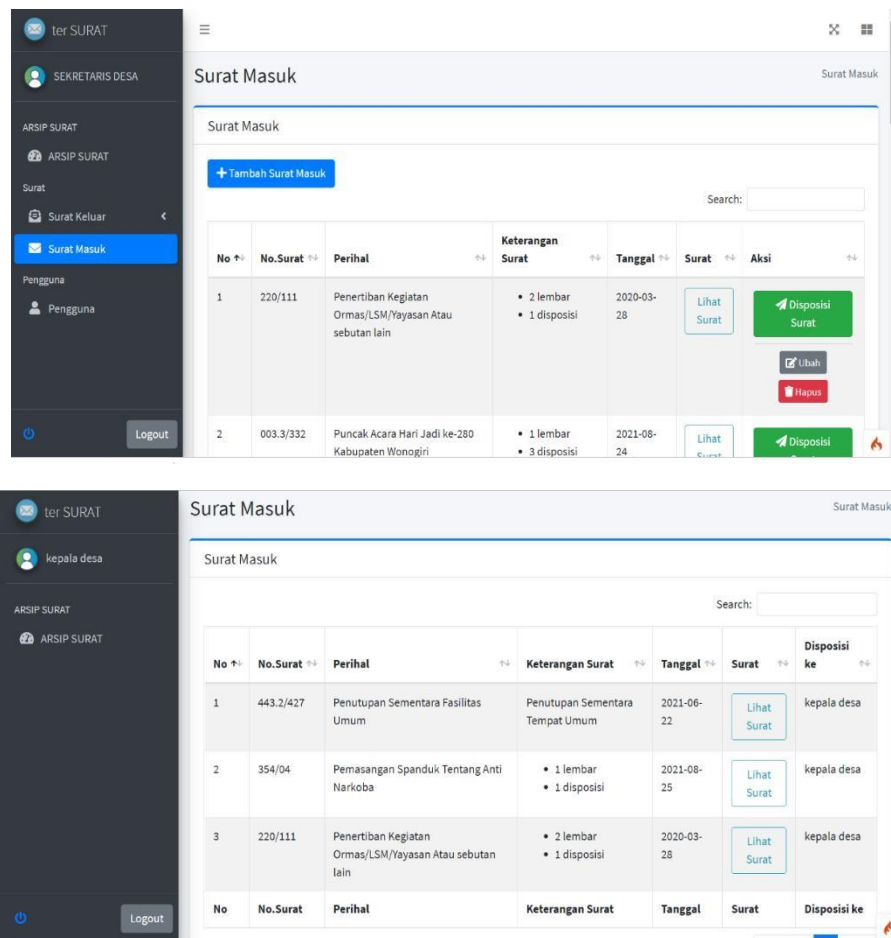 ter SURAT
SEKRETARIS DESA
ARSIP SURAT
ARSIP SURAT
Surat
Surat Keluar
Surat Masuk
Pengguna
Pengguna
Logout
Surat Masuk
Surat Masuk
Surat Masuk
+ Tambah Surat Masuk
Search:
No No.Surat Perihal Keterangan Surat Tanggal Surat Aksi
1 220/111 Penertiban Kegiatan Ormas/LSM/Yayasan Atau sebutan lain
• 2 lembar
• 1 disposisi
2020-03-28
Lihat Surat
Disposisi Surat
Ubah
Hapus
2 003.3/332 Puncak Acara Hari Jadi ke-280 Kabupaten Wonogiri
• 1 lembar
• 3 disposisi
2021-08-24
Lihat
Disposisi
ter SURAT
kepala desa
ARSIP SURAT
ARSIP SURAT
Logout
Surat Masuk
Surat Masuk
Surat Masuk
Search:
No No.Surat Perihal Keterangan Surat Tanggal Surat Disposisi ke
1 443.2/427 Penutupan Sementara Fasilitas Umum
Penutupan Sementara Tempat Umum
2021-06-22
Lihat Surat
kepala desa
2 354/04 Pemasangan Spanduk Tentang Anti Narkoba
• 1 lembar
• 1 disposisi
2021-08-25
Lihat Surat
kepala desa
3 220/111 Penertiban Kegiatan Ormas/LSM/Yayasan Atau sebutan lain
• 2 lembar
• 1 disposisi
2020-03-28
Lihat Surat
kepala desa
No No.Surat Perihal Keterangan Surat Tanggal Surat Disposisi ke